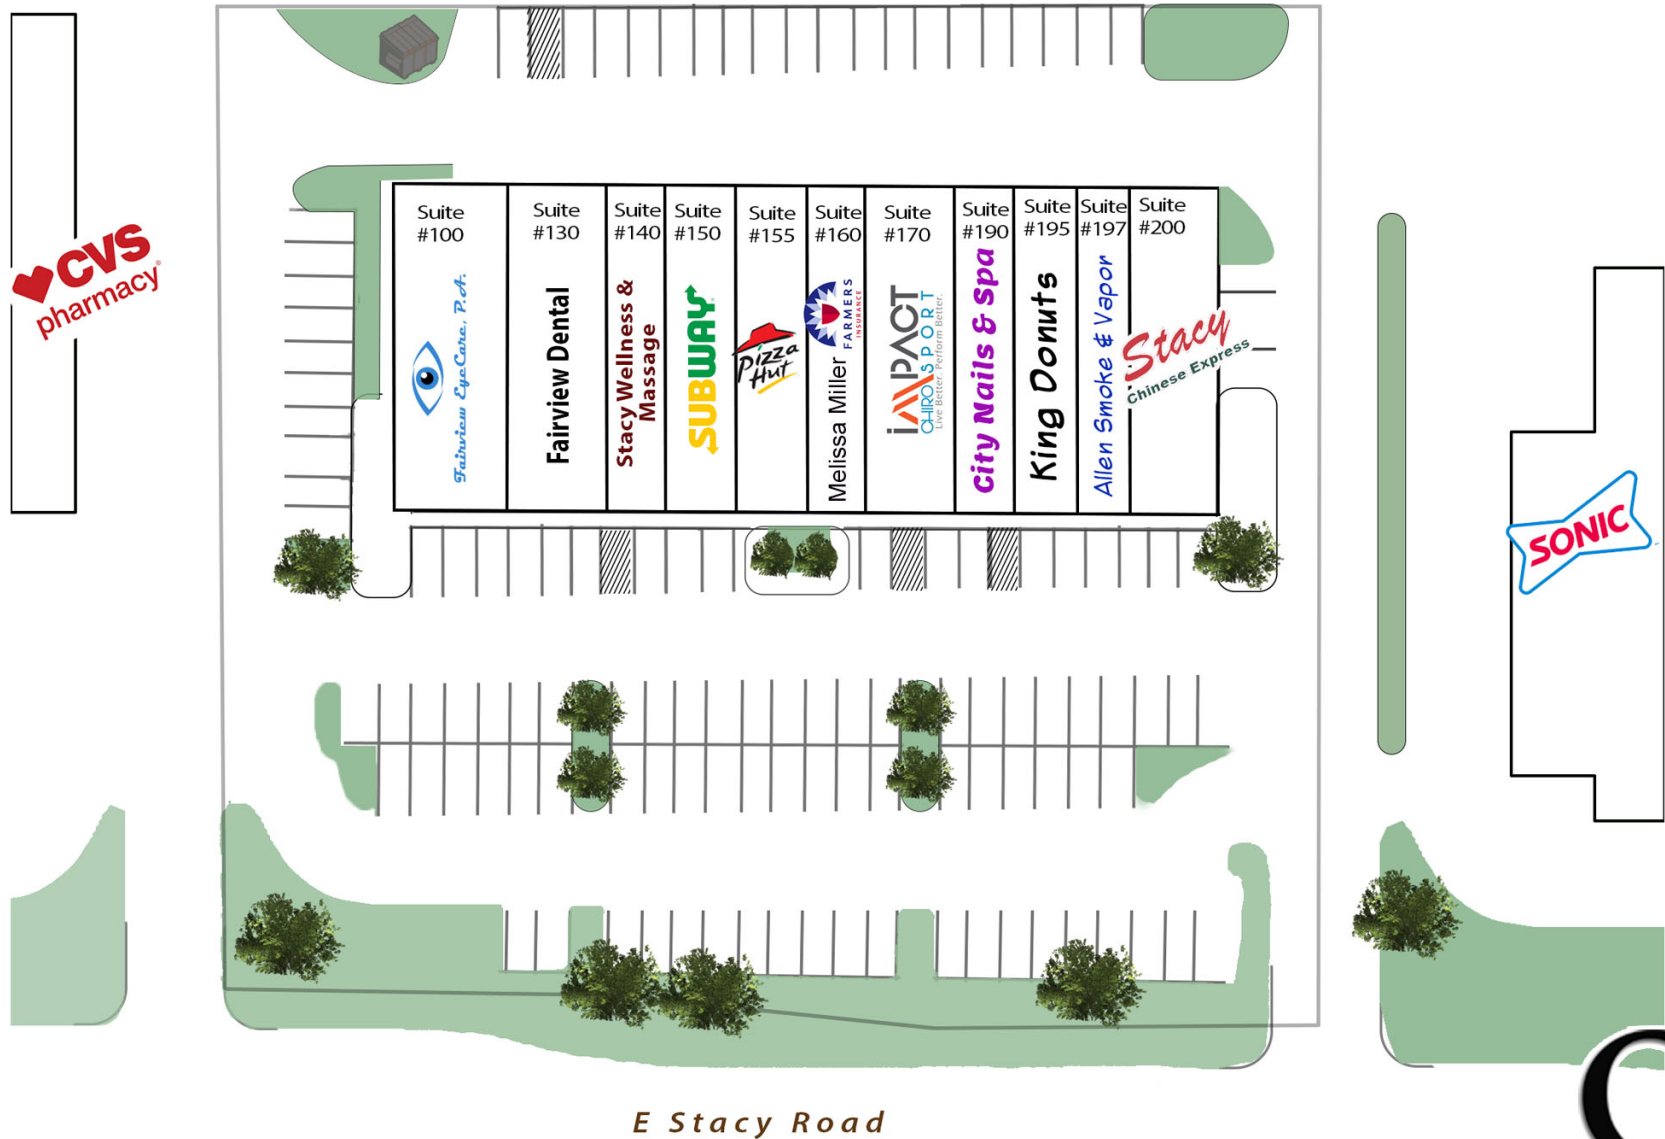 CVS
pharmacy
Suite
#100
Fairview EyeCare, P.A.
Suite
#130
Fairview Dental
Suite
#140
Stacy Wellness &
Massage
Suite
#150
SUBWAY
Suite
#155
Pizza
Hut
Suite
#160
FARMERS
INSURANCE
Melissa Miller
Suite
#170
IMPACT
CHIROSPORT
Live Better. Perform Better.
Suite
#190
City Nails & Spa
Suite
#195
King Donuts
Suite
#197
Allen Smoke & Vapor
Suite
#200
Stacy
Chinese Express
SONIC
E Stacy Road